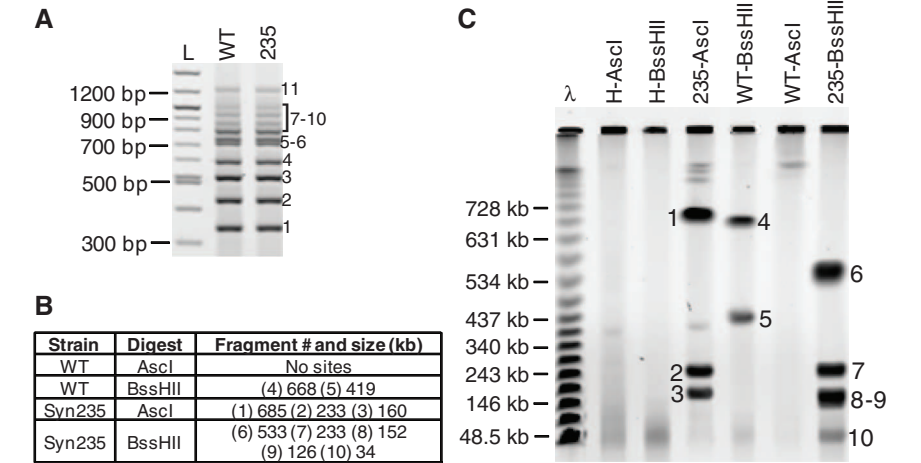 A
L
WT
235
1200 bp
900 bp
700 bp
500 bp
300 bp
11
7-10
5-6
4
3
2
1
B
Strain Digest Fragment # and size (kb)
WT AscI No sites
WT BssHII (4) 668 (5) 419
Syn235 AscI (1) 685 (2) 233 (3) 160
Syn235 BssHII (6) 533 (7) 233 (8) 152
(9) 126 (10) 34
C
λ
H-AscI
H-BssHII
235-AscI
WT-BssHII
WT-AscI
235-BssHII
728 kb
631 kb
534 kb
437 kb
340 kb
243 kb
146 kb
48.5 kb
1
2
3
4
5
6
7
8-9
10